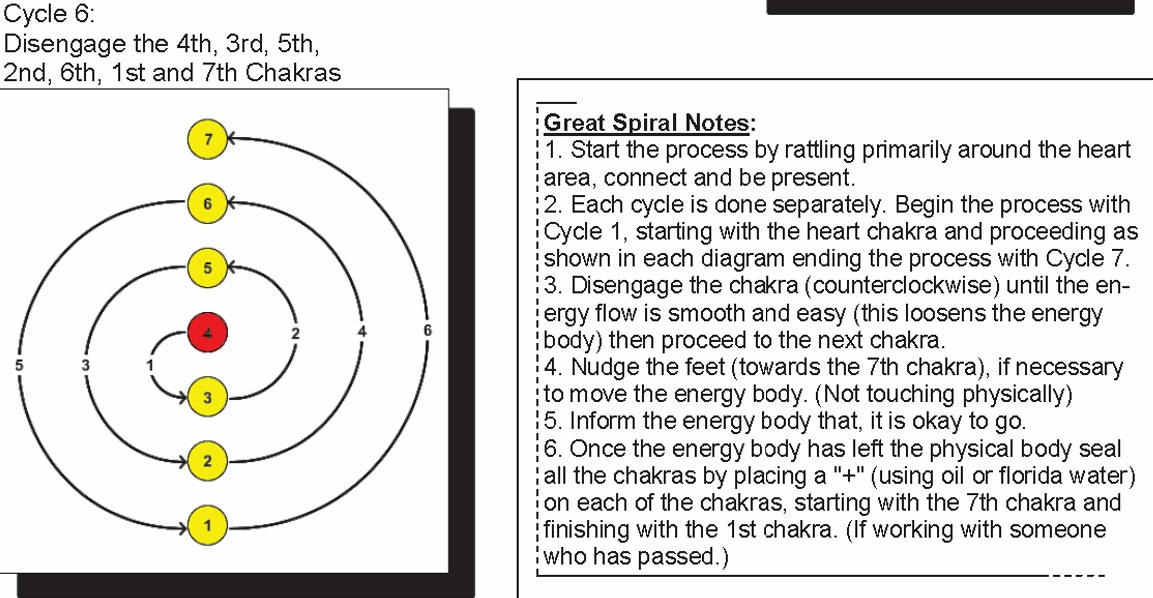 Cycle 6:
Disengage the 4th, 3rd, 5th,
2nd, 6th, 1st and 7th Chakras
7
6
5
4
3
2
1
5
3
1
2
4
6
Great Spiral Notes:
1. Start the process by rattling primarily around the heart
area, connect and be present.
2. Each cycle is done separately. Begin the process with
Cycle 1, starting with the heart chakra and proceeding as
shown in each diagram ending the process with Cycle 7.
3. Disengage the chakra (counterclockwise) until the en-
ergy flow is smooth and easy (this loosens the energy
body) then proceed to the next chakra.
4. Nudge the feet (towards the 7th chakra), if necessary
to move the energy body. (Not touching physically)
5. Inform the energy body that, it is okay to go.
6. Once the energy body has left the physical body seal
all the chakras by placing a "+" (using oil or florida water)
on each of the chakras, starting with the 7th chakra and
finishing with the 1st chakra. (If working with someone
who has passed.)